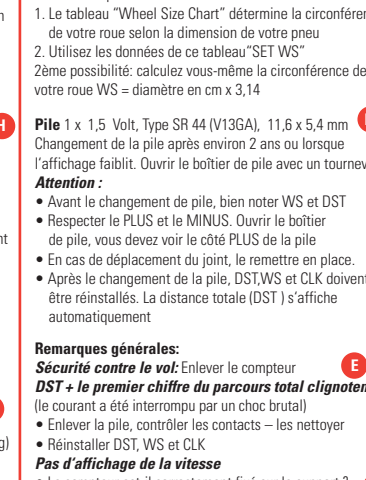 1. Le tableau “Wheel Size Chart” détermine la
de votre roue selon la dimension de votre pneu
2. Utilisez les données de ce tableau“SET WS”
2ème possibilité: calculez vous-même la circonférence de
votre roue WS = diamètre en cm x 3,14
Pile 1 x 1,5 Volt, Type SR 44 (V13GA), 11,6 x 5,4 mm
Changement de la pile après environ 2 ans ou lorsque
l’affichage faiblit. Ouvrir le boîtier de pile avec un
Attention :
• Avant le changement de pile, bien noter WS et DST
• Respecter le PLUS et le MINUS. Ouvrir le boîtier
de pile, vous devez voir le côté PLUS de la pile
• En cas de déplacement du joint, le remettre en place.
• Après le changement de la pile, DST,WS et CLK doivent
être réinstallés. La distance totale (DST ) s’affiche
automatiquement
Remarques générales:
Sécurité contre le vol: Enlever le compteur
E
DST + le premier chiffre du parcours total
(le courant a été interrompu par un choc brutal)
• Enlever la pile, contrôler les contacts – les nettoyer
• Réinstaller DST, WS et CLK
Pas d’affichage de la vitesse